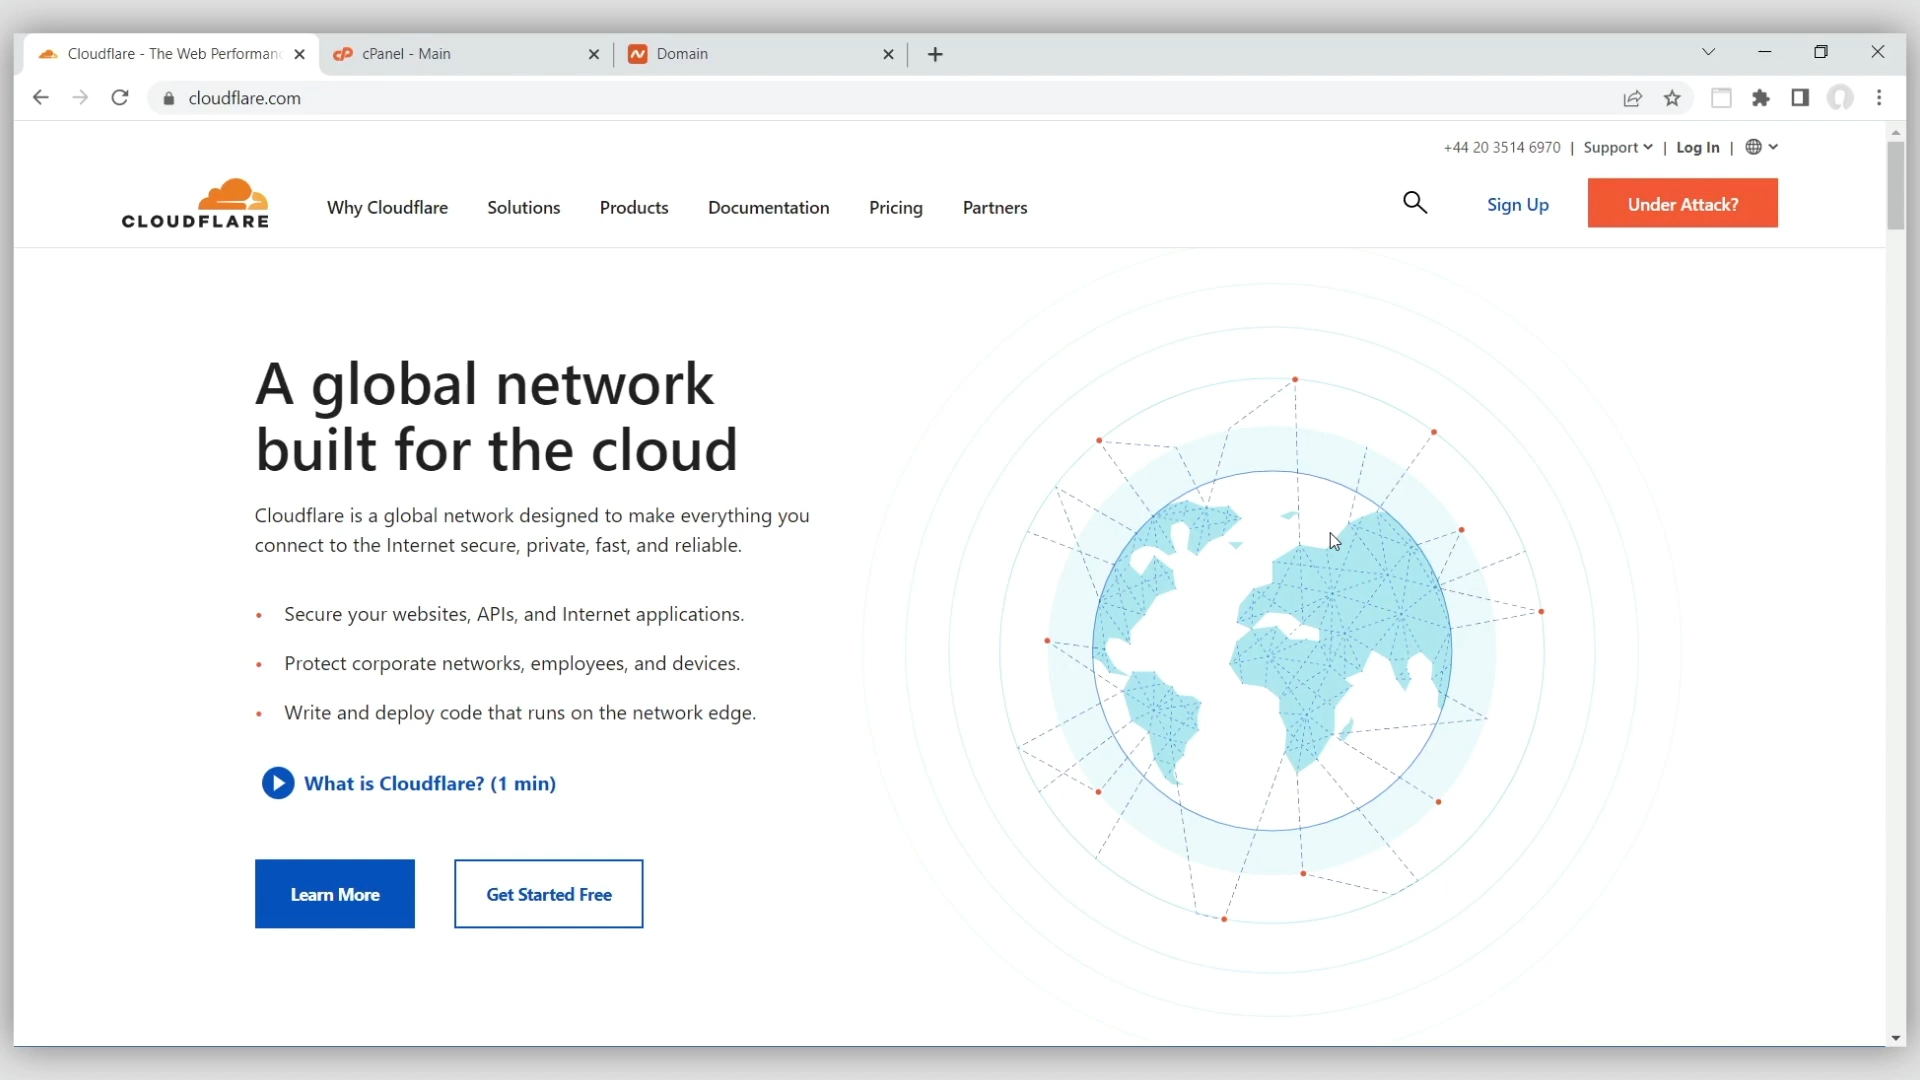 Cloudflare - The Web Performanc
cPanel - Main
Domain
cloudflare.com
+44 20 3514 6970 | Support | Log In |
CLOUDFLARE
Why Cloudflare
Solutions
Products
Documentation
Pricing
Partners
Sign Up
Under Attack?
A global network
built for the cloud
Cloudflare is a global network designed to make everything you
connect to the Internet secure, private, fast, and reliable.
• Secure your websites, APIs, and Internet applications.
• Protect corporate networks, employees, and devices.
• Write and deploy code that runs on the network edge.
What is Cloudflare? (1 min)
Learn More
Get Started Free